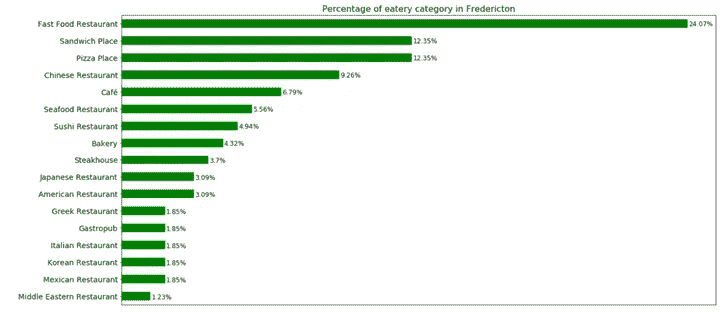 Percentage of eatery category in Fredericton
Fast Food Restaurant 24.07%
Sandwich Place 12.35%
Pizza Place 12.35%
Chinese Restaurant 9.26%
Café 6.79%
Seafood Restaurant 5.56%
Sushi Restaurant 4.94%
Bakery 4.32%
Steakhouse 3.7%
Japanese Restaurant 3.09%
American Restaurant 3.09%
Greek Restaurant 1.85%
Gastropub 1.85%
Italian Restaurant 1.85%
Korean Restaurant 1.85%
Mexican Restaurant 1.85%
Middle Eastern Restaurant 1.23%